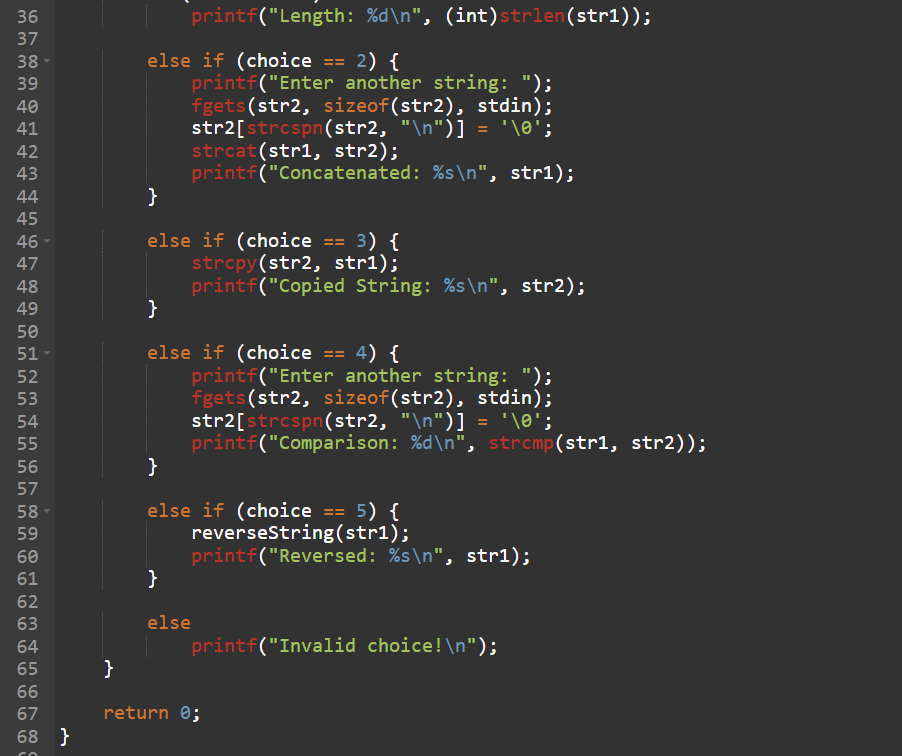 36 printf("Length: %d\n", (int)strlen(str1));
37
38 else if (choice == 2) {
39 printf("Enter another string: ");
40 fgets(str2, sizeof(str2), stdin);
41 str2[strcspn(str2, "\n")] = '\0';
42 strcat(str1, str2);
43 printf("Concatenated: %s\n", str1);
44 }
45
46 else if (choice == 3) {
47 strcpy(str2, str1);
48 printf("Copied String: %s\n", str2);
49 }
50
51 else if (choice == 4) {
52 printf("Enter another string: ");
53 fgets(str2, sizeof(str2), stdin);
54 str2[strcspn(str2, "\n")] = '\0';
55 printf("Comparison: %d\n", strcmp(str1, str2));
56 }
57
58 else if (choice == 5) {
59 reverseString(str1);
60 printf("Reversed: %s\n", str1);
61 }
62
63 else
64 printf("Invalid choice!\n");
65 }
66
67 return 0;
68 }